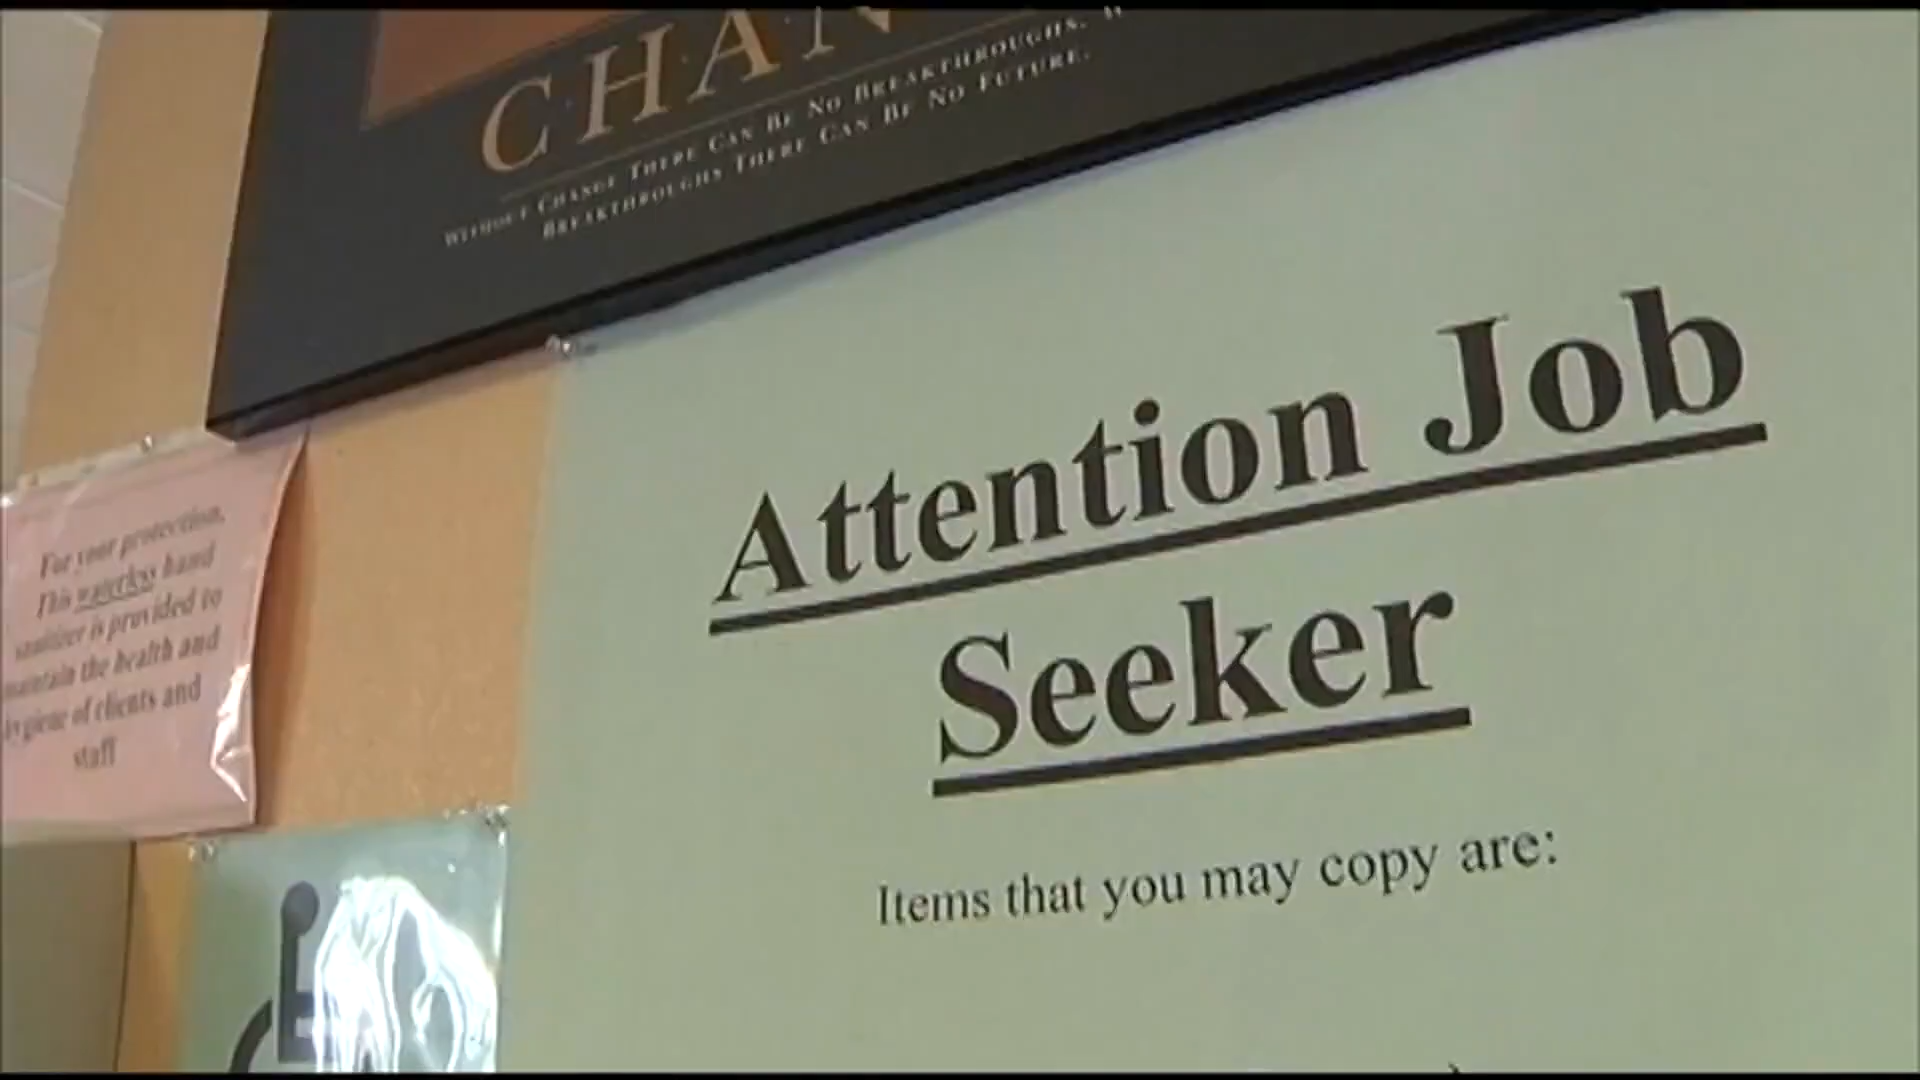 CHAN
WITHOUT CHANGE THERE CAN BE NO BREAKTHROUGHS.
BREAKTHROUGHS THERE CAN BE NO FUTURE.
Attention Job
Seeker
Items that you may copy are:
For your protection,
This waterless hand
sanitizer is provided to
maintain the health and
hygiene of clients and
staff